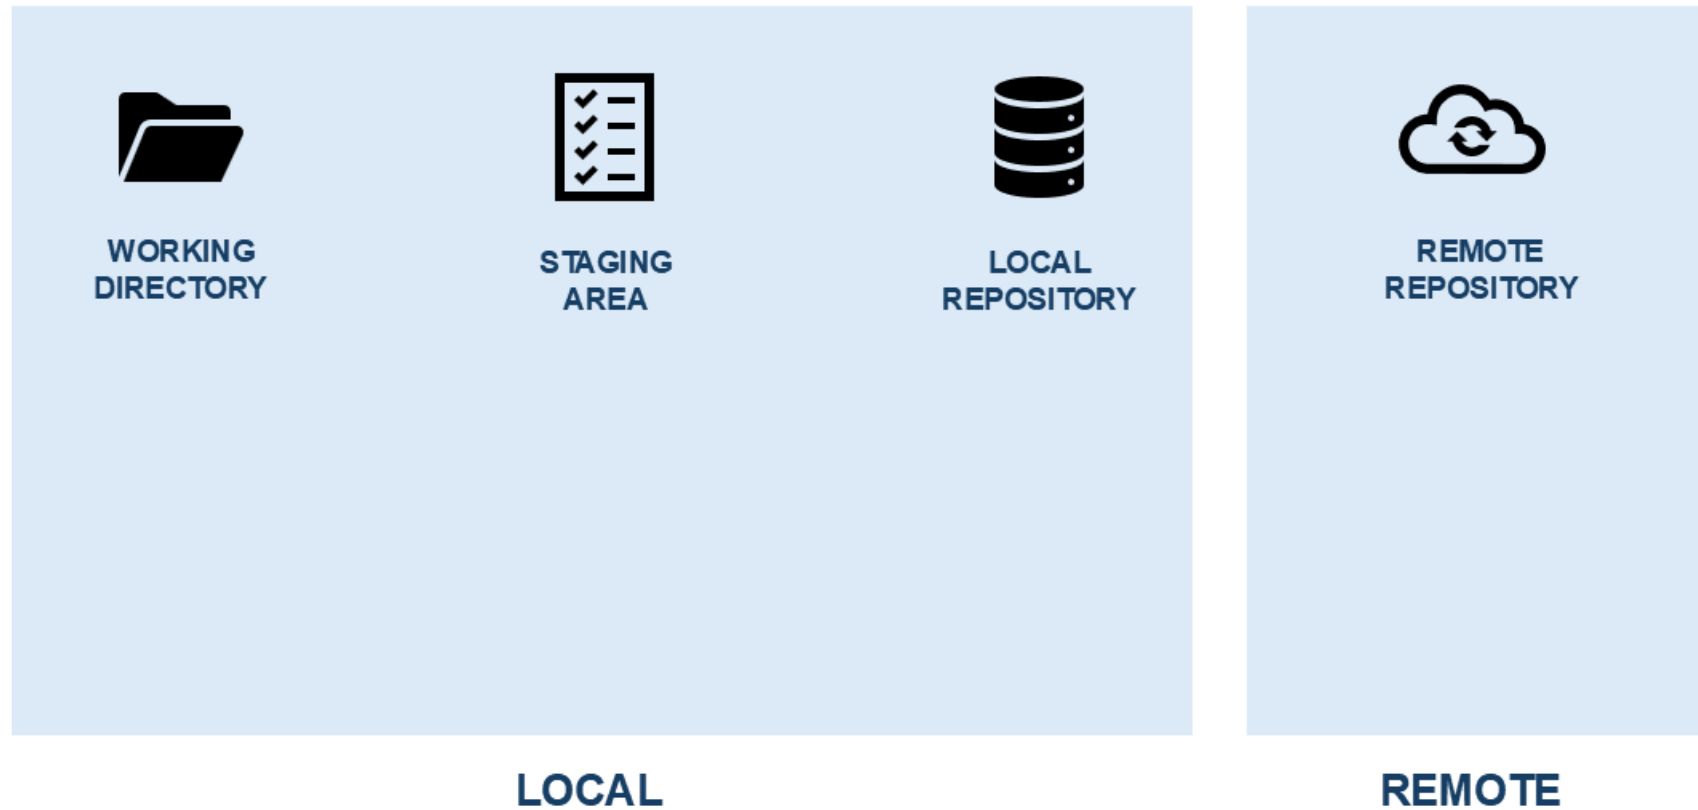 WORKING
DIRECTORY
STAGING
AREA
LOCAL
REPOSITORY
REMOTE
REPOSITORY
LOCAL
REMOTE